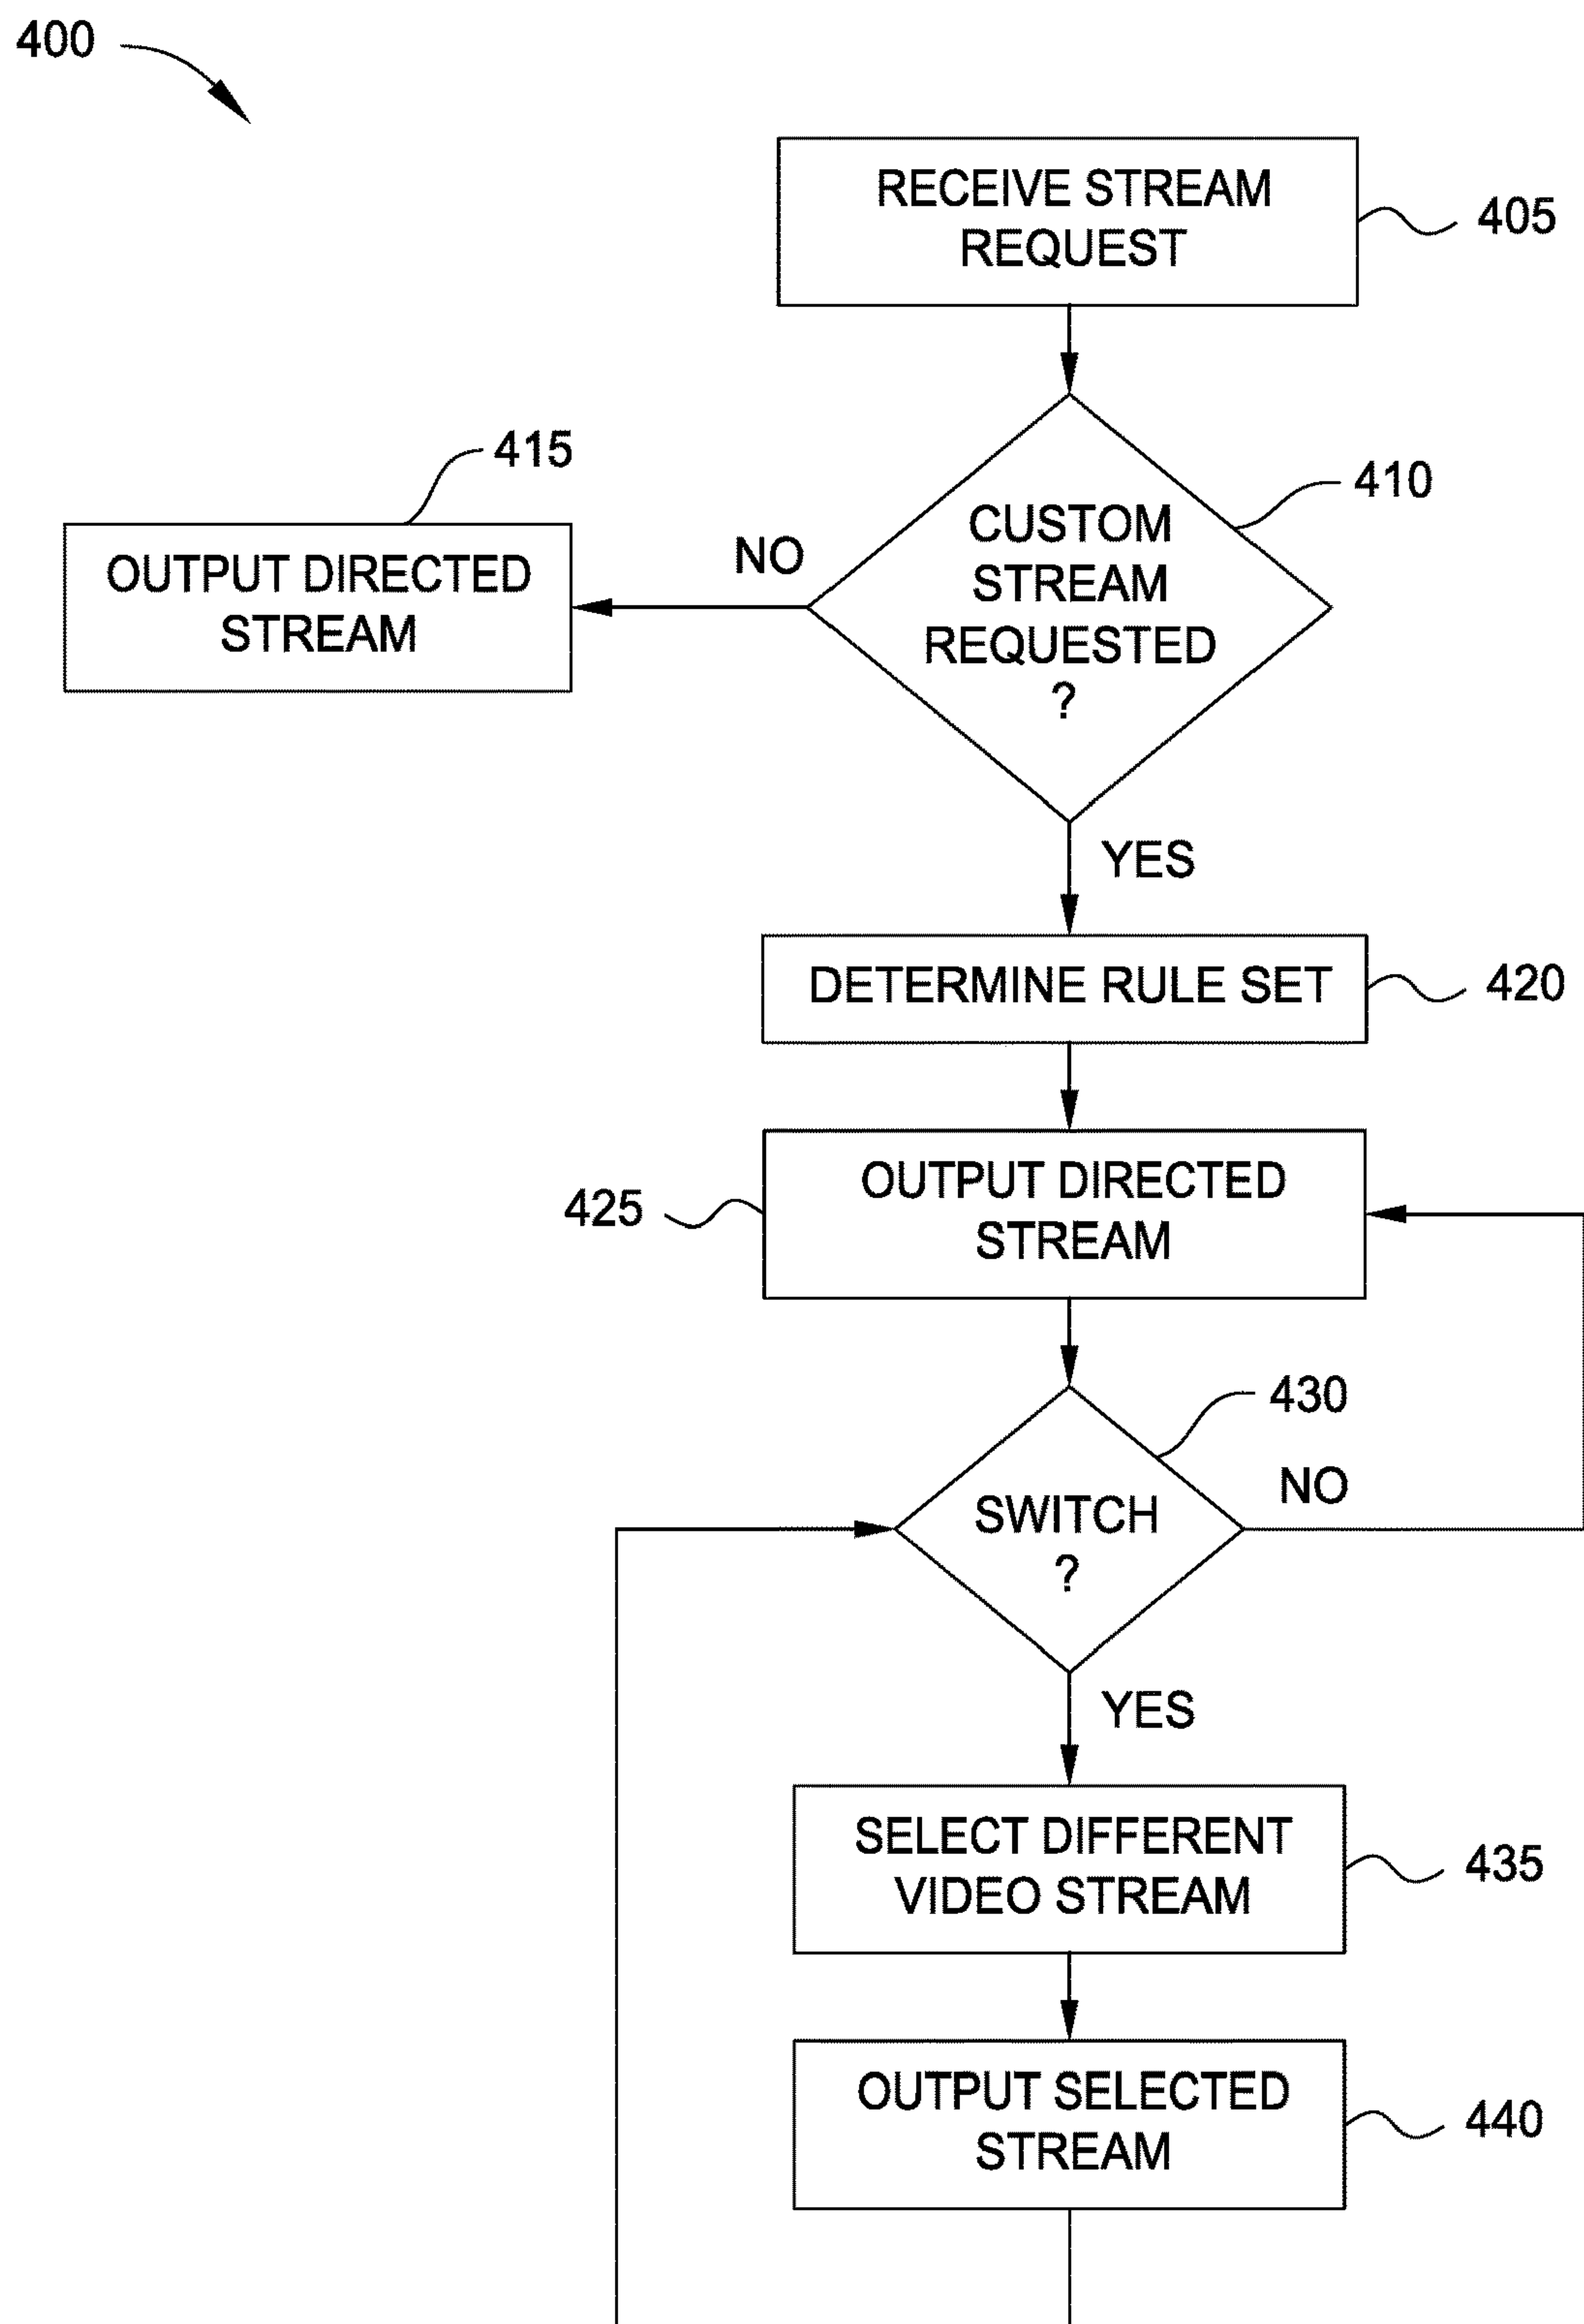 400
RECEIVE STREAM
REQUEST
405
CUSTOM
STREAM
REQUESTED
?
410
NO
415
OUTPUT DIRECTED
STREAM
YES
DETERMINE RULE SET
420
OUTPUT DIRECTED
STREAM
425
SWITCH
?
430
NO
YES
SELECT DIFFERENT
VIDEO STREAM
435
OUTPUT SELECTED
STREAM
440